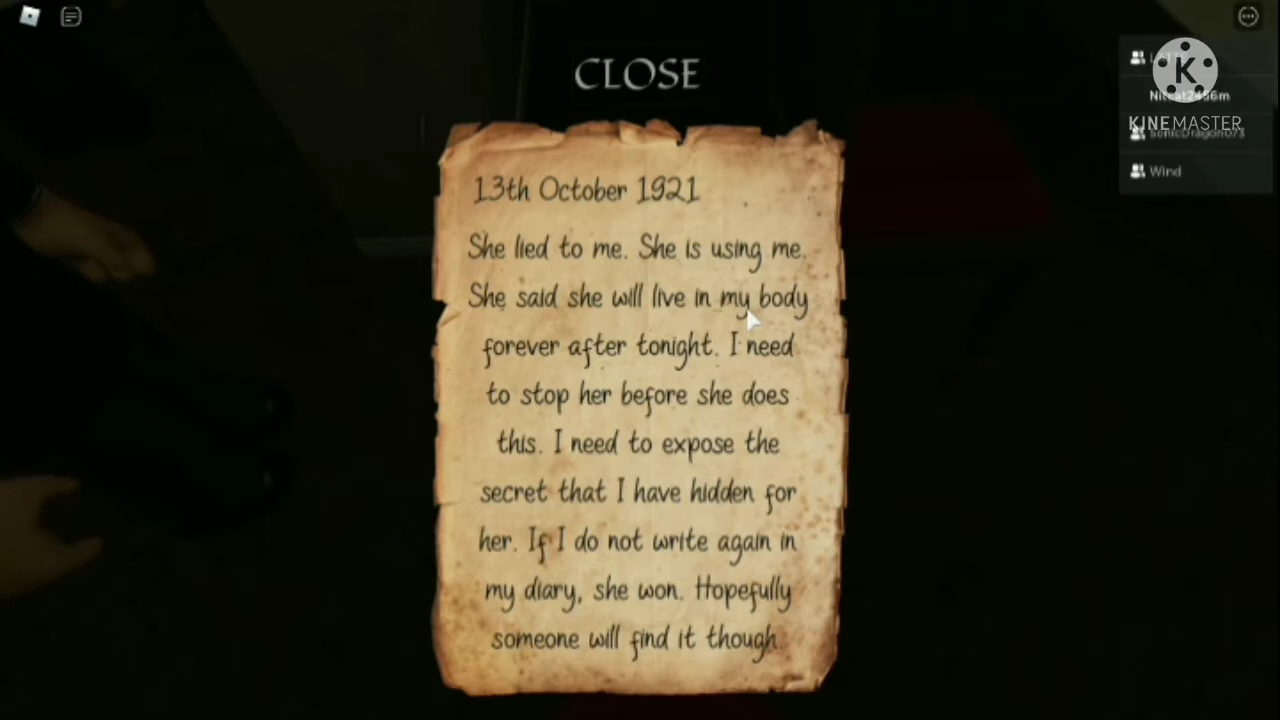 CLOSE
13th October 1921
She lied to me. She is using me.
She said she will live in my body
forever after tonight. I need
to stop her before she does
this. I need to expose the
secret that I have hidden for
her. If I do not write again in
my diary, she won. Hopefully
someone will find it though.
K
KINEMASTER
Wind